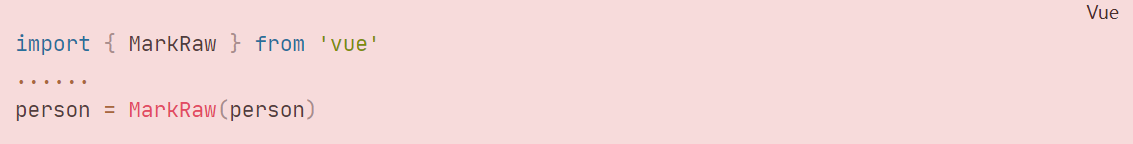 Vue
import { MarkRaw } from 'vue'
......
person = MarkRaw(person)